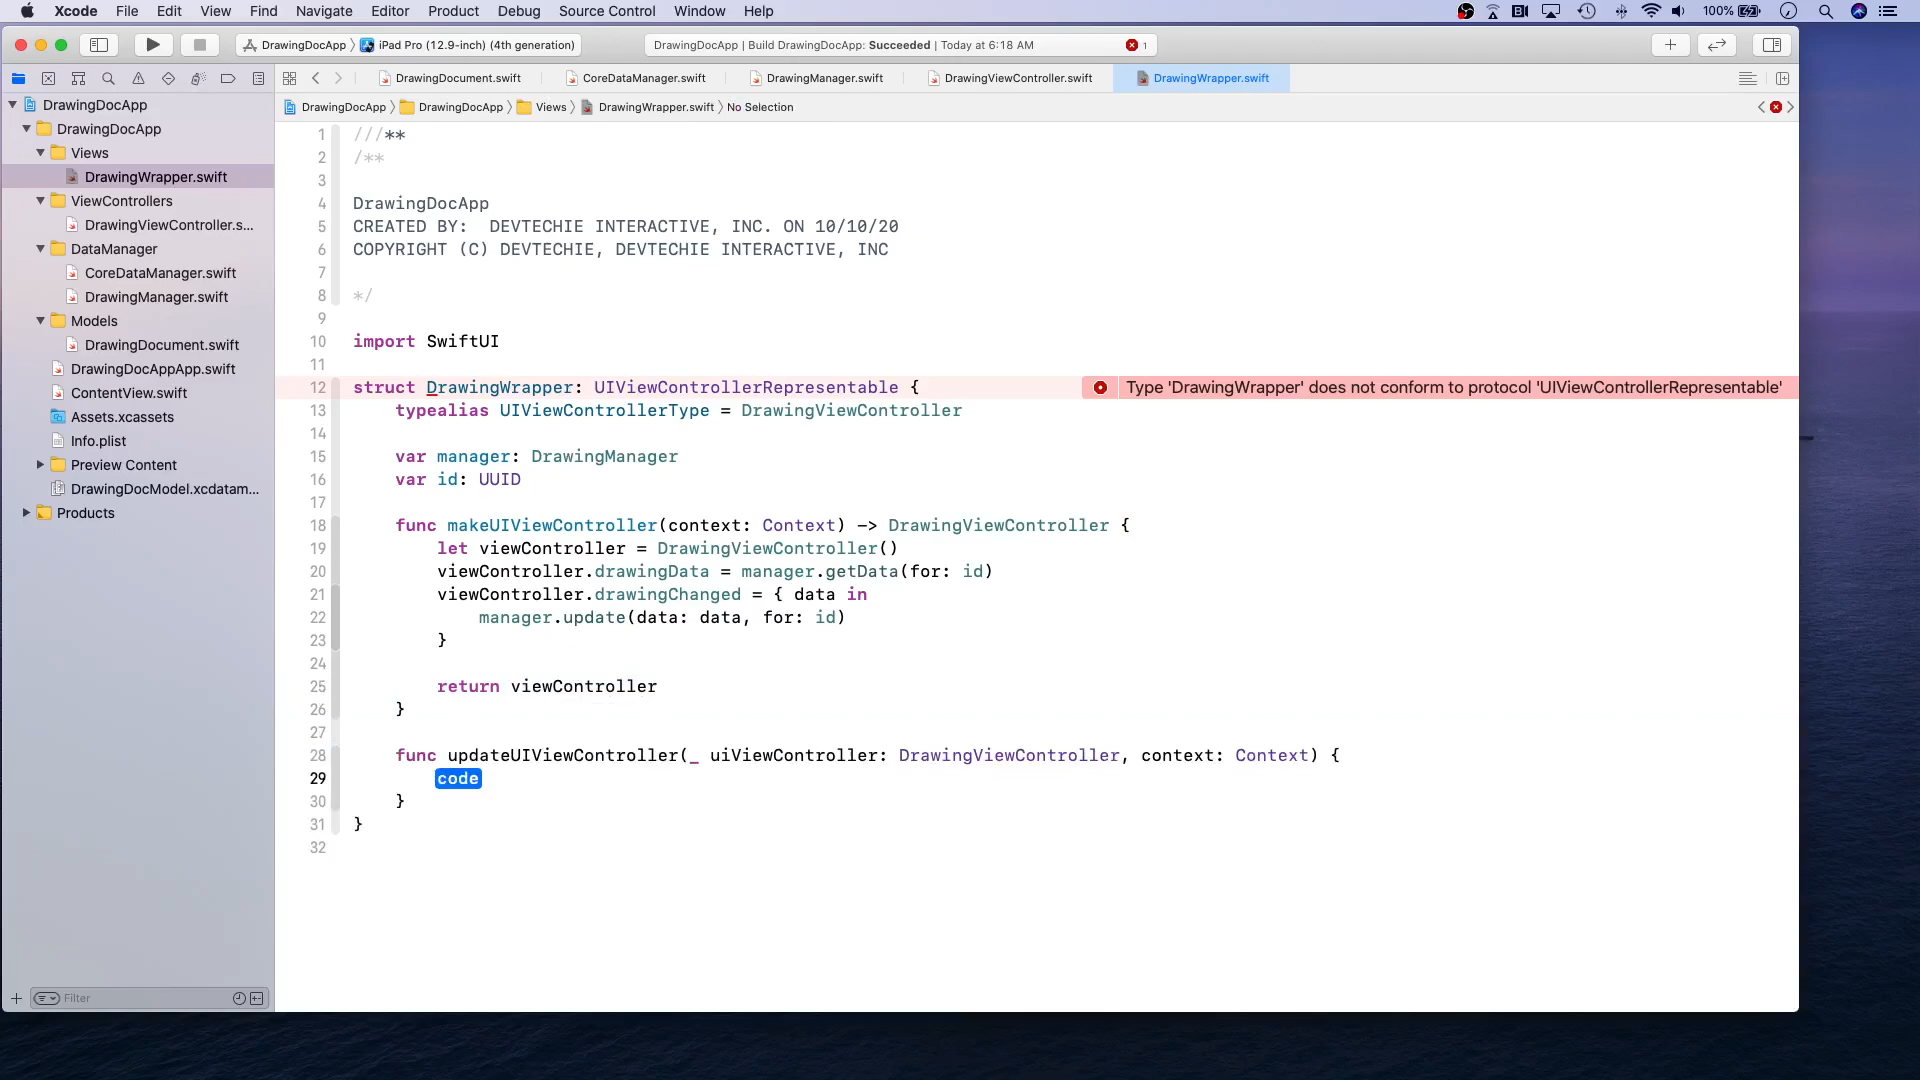 Xcode File Edit View Find Navigate Editor Product Debug Source Control Window Help 100%
DrawingDocApp iPad Pro (12.9-inch) (4th generation) DrawingDocApp | Build DrawingDocApp: Succeeded | Today at 6:18 AM 1
DrawingDocument.swift CoreDataManager.swift DrawingManager.swift DrawingViewController.swift DrawingWrapper.swift
DrawingDocApp DrawingDocApp Views DrawingWrapper.swift No Selection
DrawingDocApp
DrawingDocApp
Views
DrawingWrapper.swift
ViewControllers
DrawingViewController.s...
DataManager
CoreDataManager.swift
DrawingManager.swift
Models
DrawingDocument.swift
DrawingDocAppApp.swift
ContentView.swift
Assets.xcassets
Info.plist
Preview Content
DrawingDocModel.xcdatam...
Products
Filter
1 ///**
2 /**
3
4 DrawingDocApp
5 CREATED BY:  DEVTECHIE INTERACTIVE, INC. ON 10/10/20
6 COPYRIGHT (C) DEVTECHIE, DEVTECHIE INTERACTIVE, INC
7
8 */
9
10 import SwiftUI
11
12 struct DrawingWrapper: UIViewControllerRepresentable { Type 'DrawingWrapper' does not conform to protocol 'UIViewControllerRepresentable'
13 typealias UIViewControllerType = DrawingViewController
14
15 var manager: DrawingManager
16 var id: UUID
17
18 func makeUIViewController(context: Context) -> DrawingViewController {
19 let viewController = DrawingViewController()
20 viewController.drawingData = manager.getData(for: id)
21 viewController.drawingChanged = { data in
22 manager.update(data: data, for: id)
23 }
24
25 return viewController
26 }
27
28 func updateUIViewController(_ uiViewController: DrawingViewController, context: Context) {
29 code
30 }
31 }
32